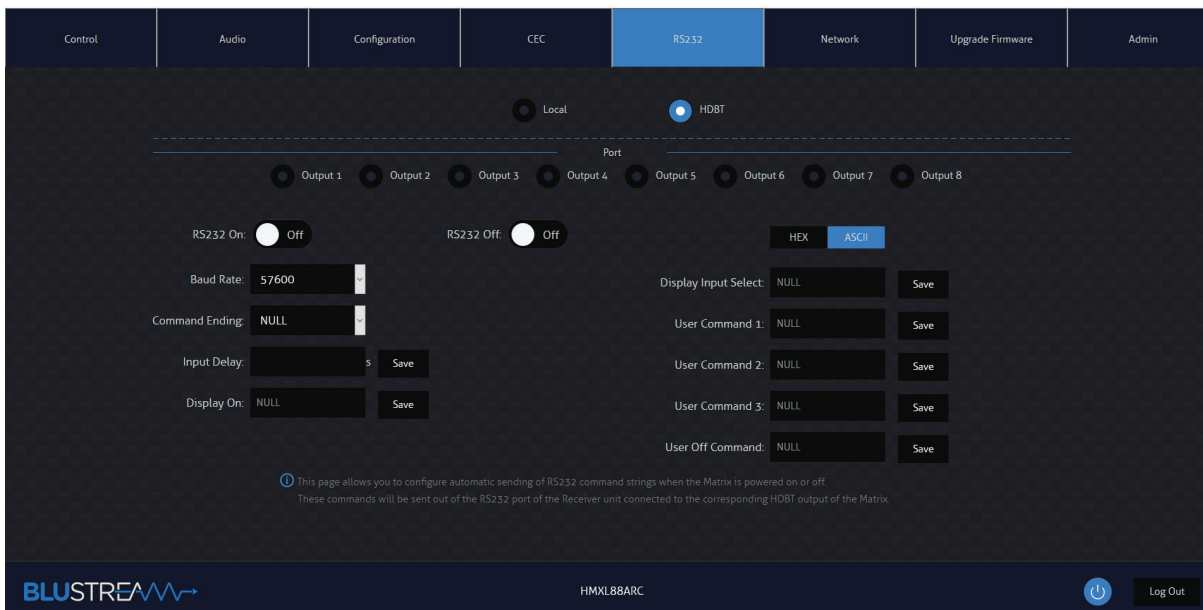 Control Audio Configuration CEC RS232 Network Upgrade Firmware Admin
Local HDBT
Port
Output 1 Output 2 Output 3 Output 4 Output 5 Output 6 Output 7 Output 8
RS232 On: Off RS232 Off: Off HEX ASCII
Baud Rate: 57600
Display Input Select: NULL Save
Command Ending: NULL
User Command 1: NULL Save
Input Delay: s Save
User Command 2: NULL Save
Display On: NULL Save
User Command 3: NULL Save
User Off Command: NULL Save
This page allows you to configure automatic sending of RS232 command strings when the Matrix is powered on or off.
These commands will be sent out of the RS232 port of the Receiver unit connected to the corresponding HDBT output of the Matrix.
BLUSTREAM HMXL88ARC Log Out